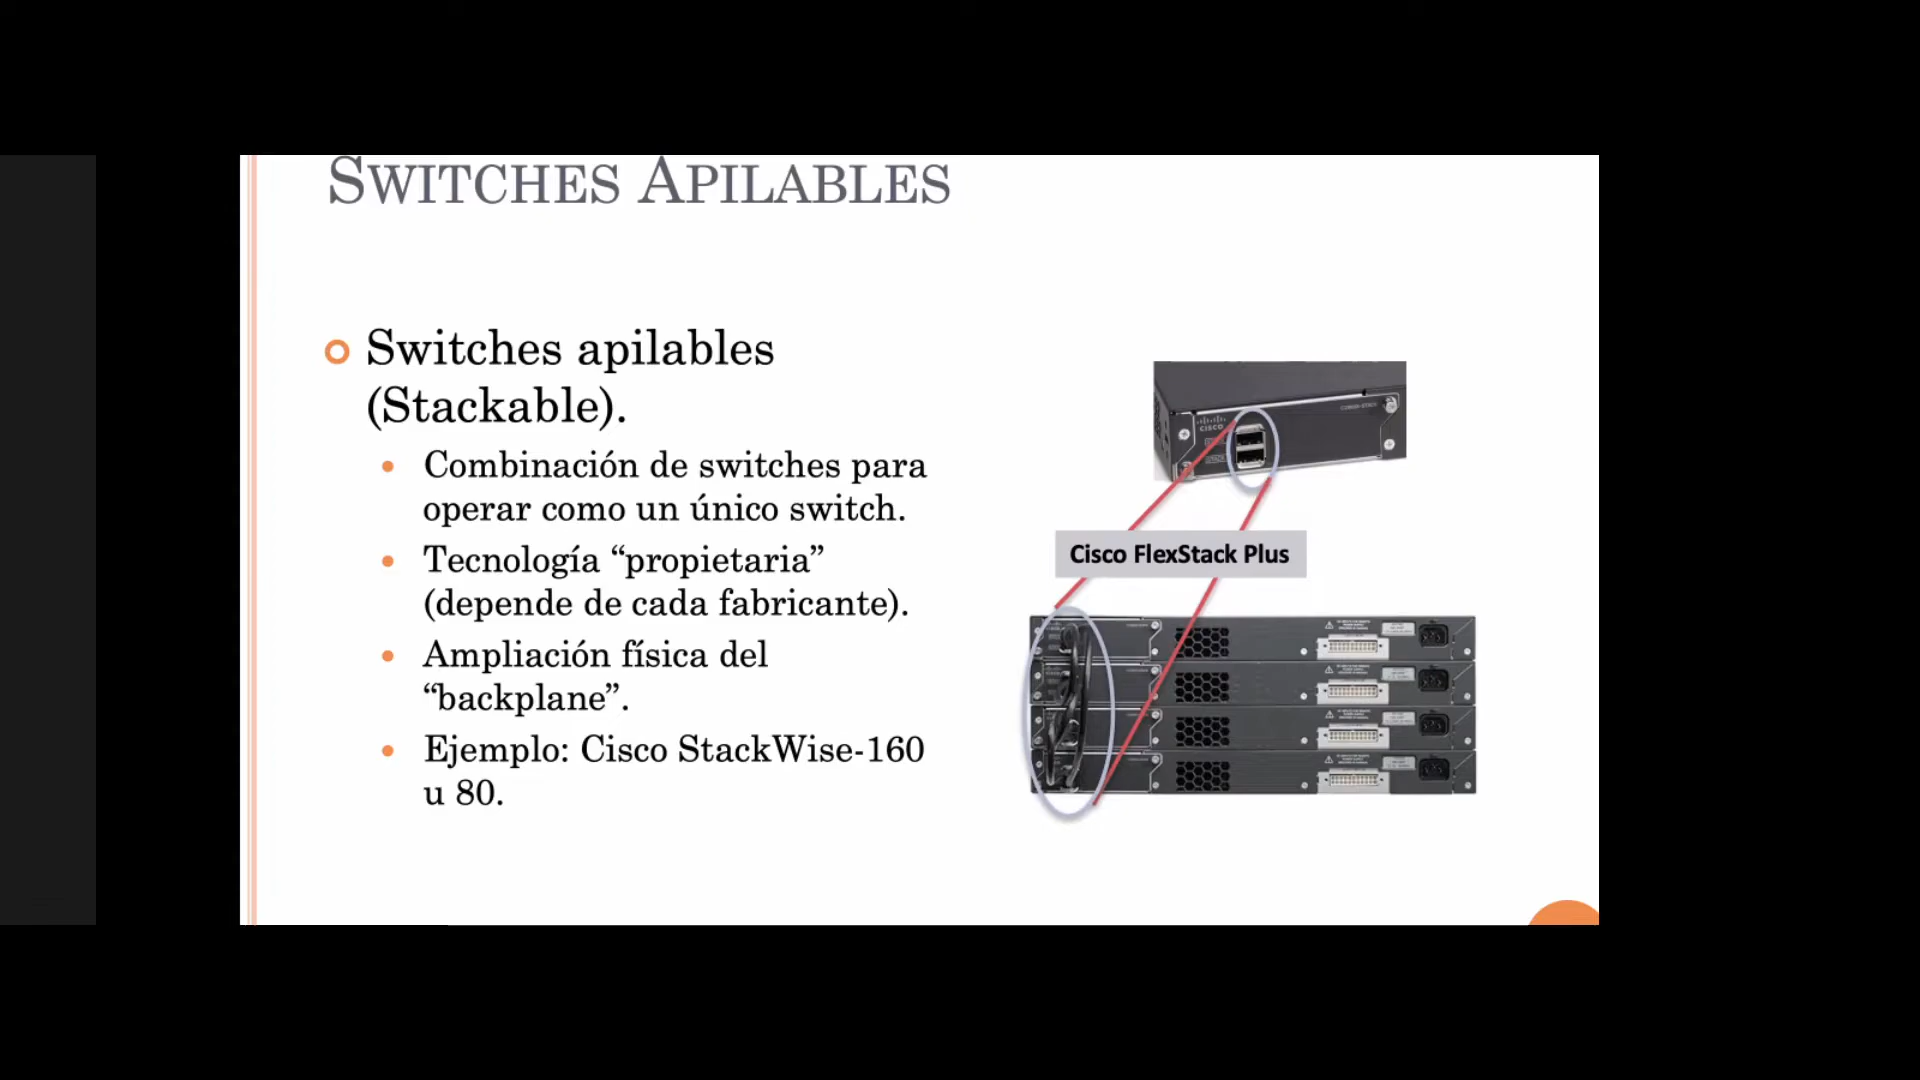 SWITCHES APILABLES
Switches apilables
(Stackable).
Combinación de switches para
operar como un único switch.
Tecnología “propietaria”
(depende de cada fabricante).
Ampliación física del
“backplane”.
Ejemplo: Cisco StackWise-160
u 80.
CISCO
Cisco FlexStack Plus